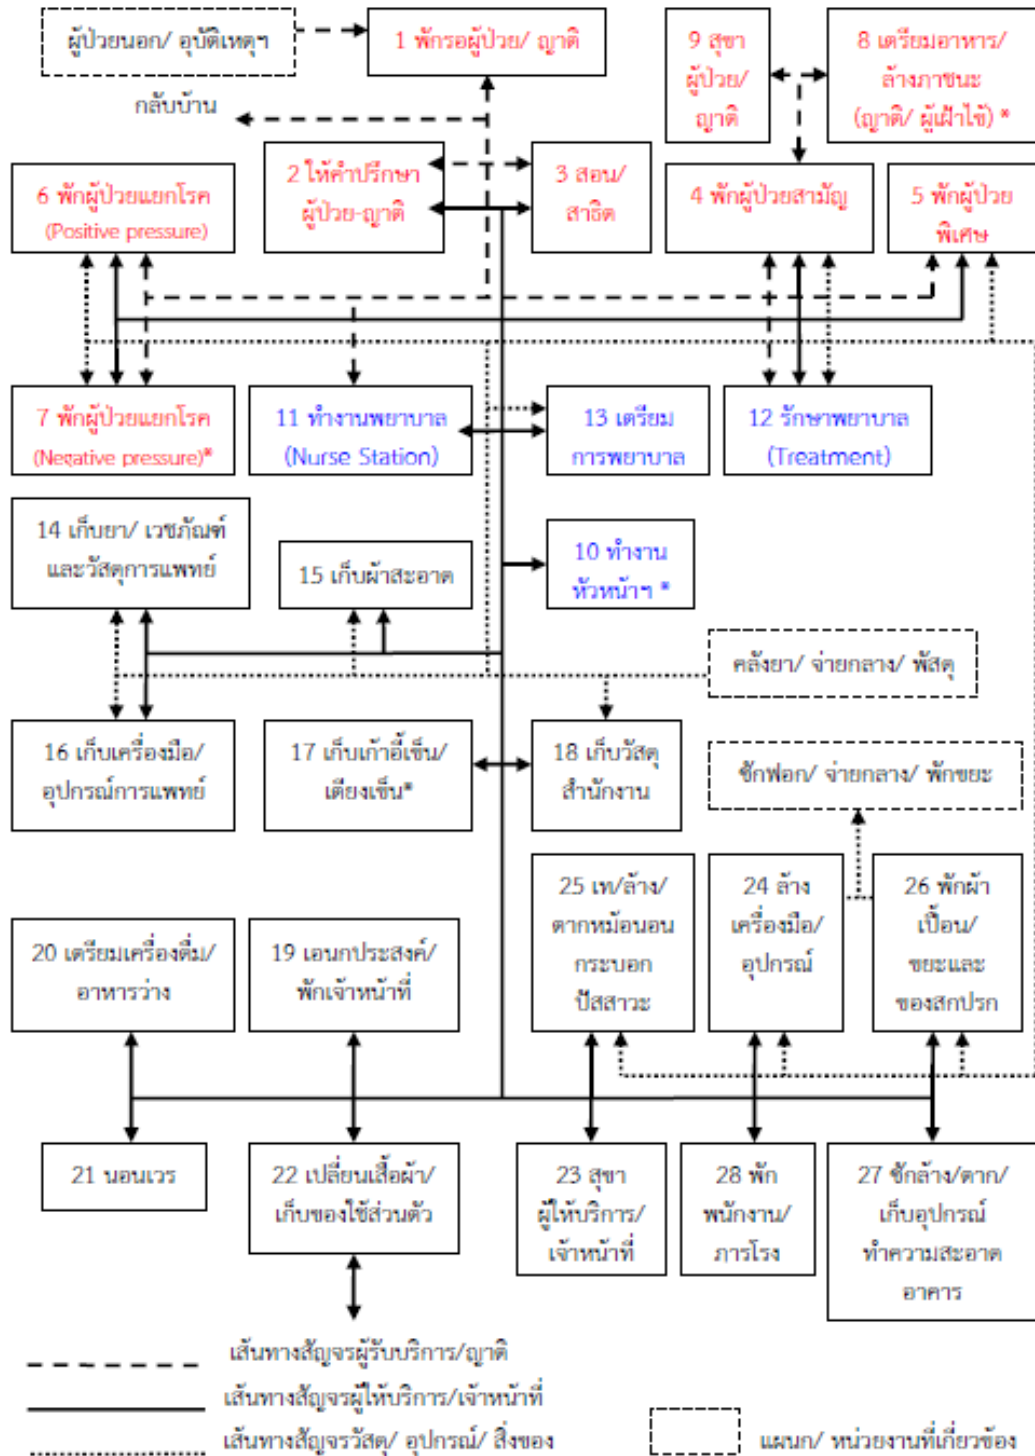 ผู้ป่วยนอก/ อุบัติเหตุฯ
1 พักรอผู้ป่วย/ ญาติ
9 สุขา
ผู้ป่วย/
ญาติ
8 เตรียมอาหาร/
ล้างภาชนะ
(ญาติ/ ผู้เฝ้าไข้) *
กลับบ้าน
6 พักผู้ป่วยแยกโรค
(Positive pressure)
2 ให้คำปรึกษา
ผู้ป่วย-ญาติ
3 สอน/
สาธิต
4 พักผู้ป่วยสามัญ
5 พักผู้ป่วย
พิเศษ
7 พักผู้ป่วยแยกโรค
(Negative pressure)*
11 ทำงานพยาบาล
(Nurse Station)
13 เตรียม
การพยาบาล
12 รักษาพยาบาล
(Treatment)
14 เก็บยา/ เวชภัณฑ์
และวัสดุการแพทย์
15 เก็บผ้าสะอาด
10 ทำงาน
หัวหน้าฯ *
คลังยา/ จ่ายกลาง/ พัสดุ
16 เก็บเครื่องมือ/
อุปกรณ์การแพทย์
17 เก็บเก้าอี้เข็น/
เตียงเข็น*
18 เก็บวัสดุ
สำนักงาน
ซักฟอก/ จ่ายกลาง/ พักขยะ
20 เตรียมเครื่องดื่ม/
อาหารว่าง
19 เอนกประสงค์/
พักเจ้าหน้าที่
25 เท/ล้าง/
ตากหม้อนอน
กระบอก
ปัสสาวะ
24 ล้าง
เครื่องมือ/
อุปกรณ์
26 พักผ้า
เปื้อน/
ขยะและ
ของสกปรก
21 นอนเวร
22 เปลี่ยนเสื้อผ้า/
เก็บของใช้ส่วนตัว
23 สุขา
ผู้ให้บริการ/
เจ้าหน้าที่
28 พัก
พนักงาน/
ภารโรง
27 ซักล้าง/ตาก/
เก็บอุปกรณ์
ทำความสะอาด
อาคาร
เส้นทางสัญจรผู้รับบริการ/ญาติ
เส้นทางสัญจรผู้ให้บริการ/เจ้าหน้าที่
เส้นทางสัญจรวัสดุ/ อุปกรณ์/ สิ่งของ
แผนก/ หน่วยงานที่เกี่ยวข้อง